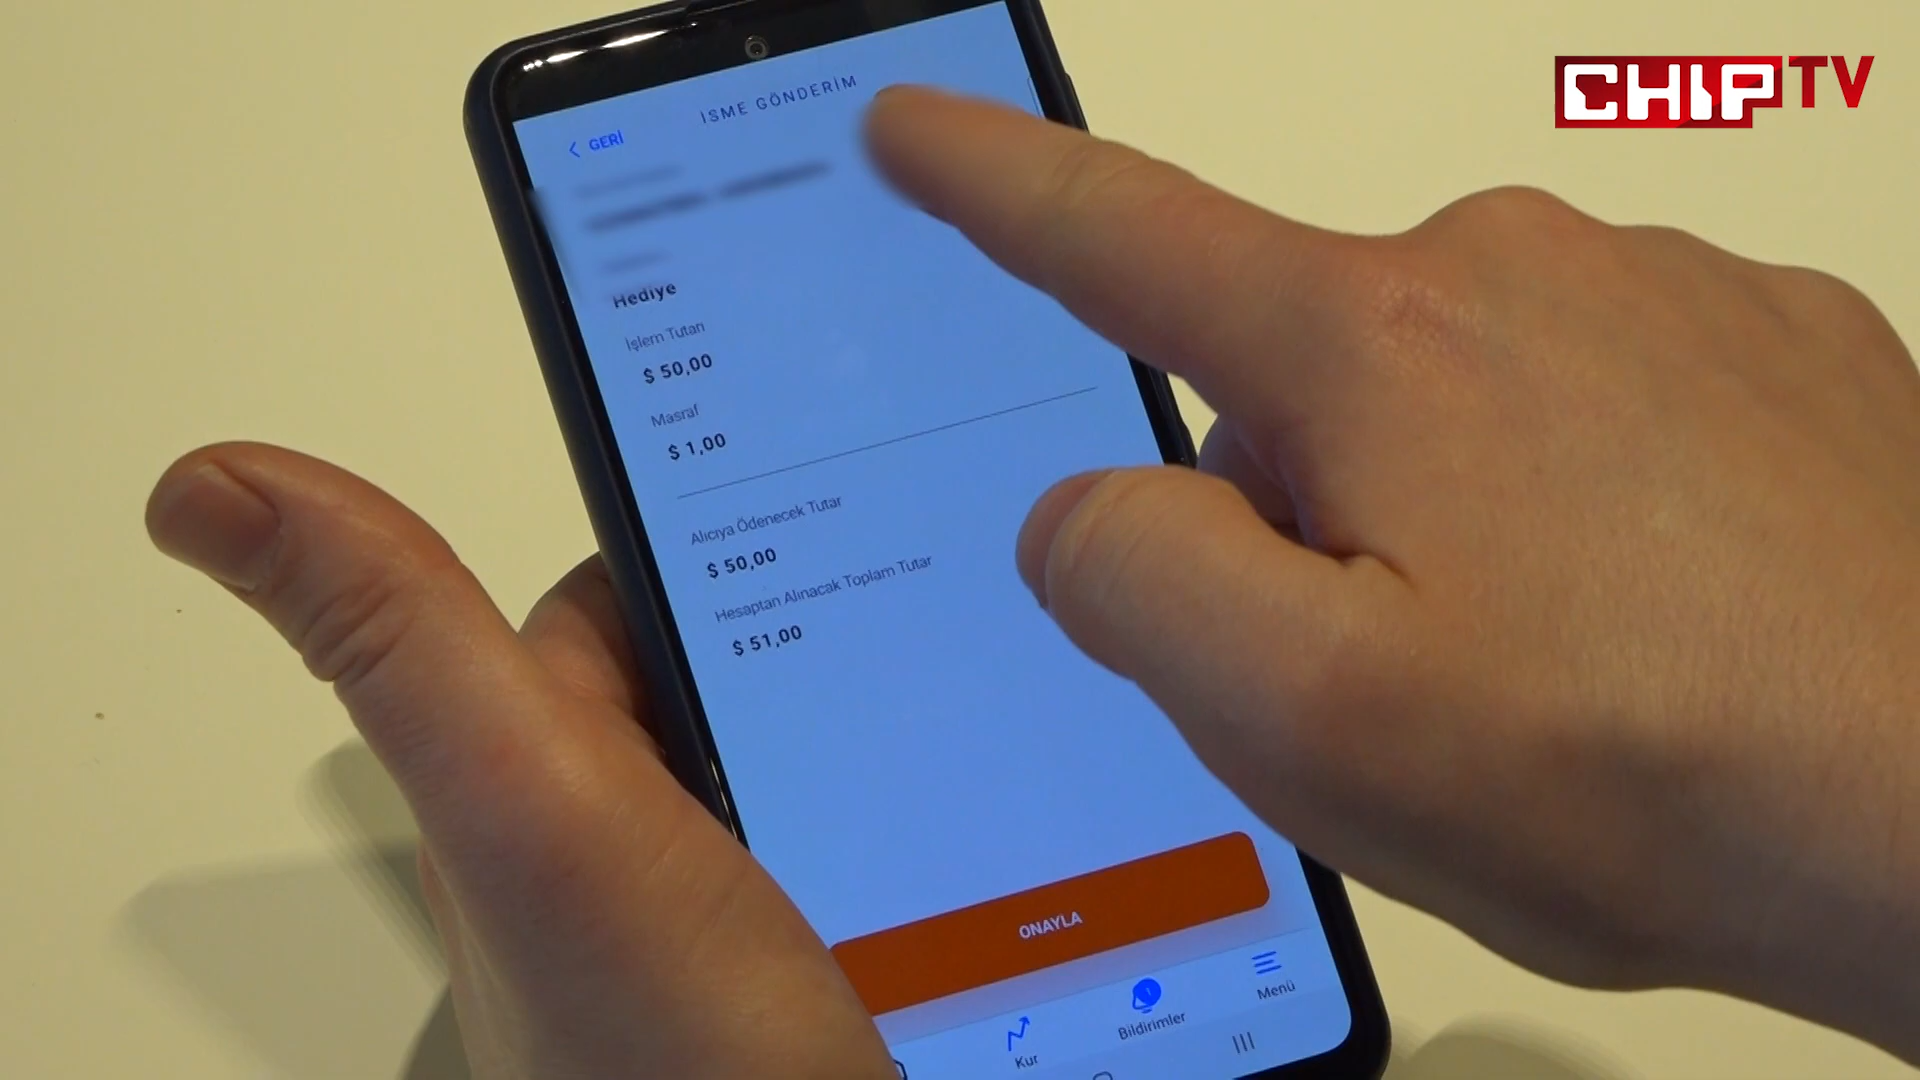 CHIP TV
İSME GÖNDERİM
GERİ
Hediye
İşlem Tutarı
$ 50,00
Masraf
$ 1,00
Alıcıya Ödenecek Tutar
$ 50,00
Hesaptan Alınacak Toplam Tutar
$ 51,00
ONAYLA
Kur
Bildirimler
Menü